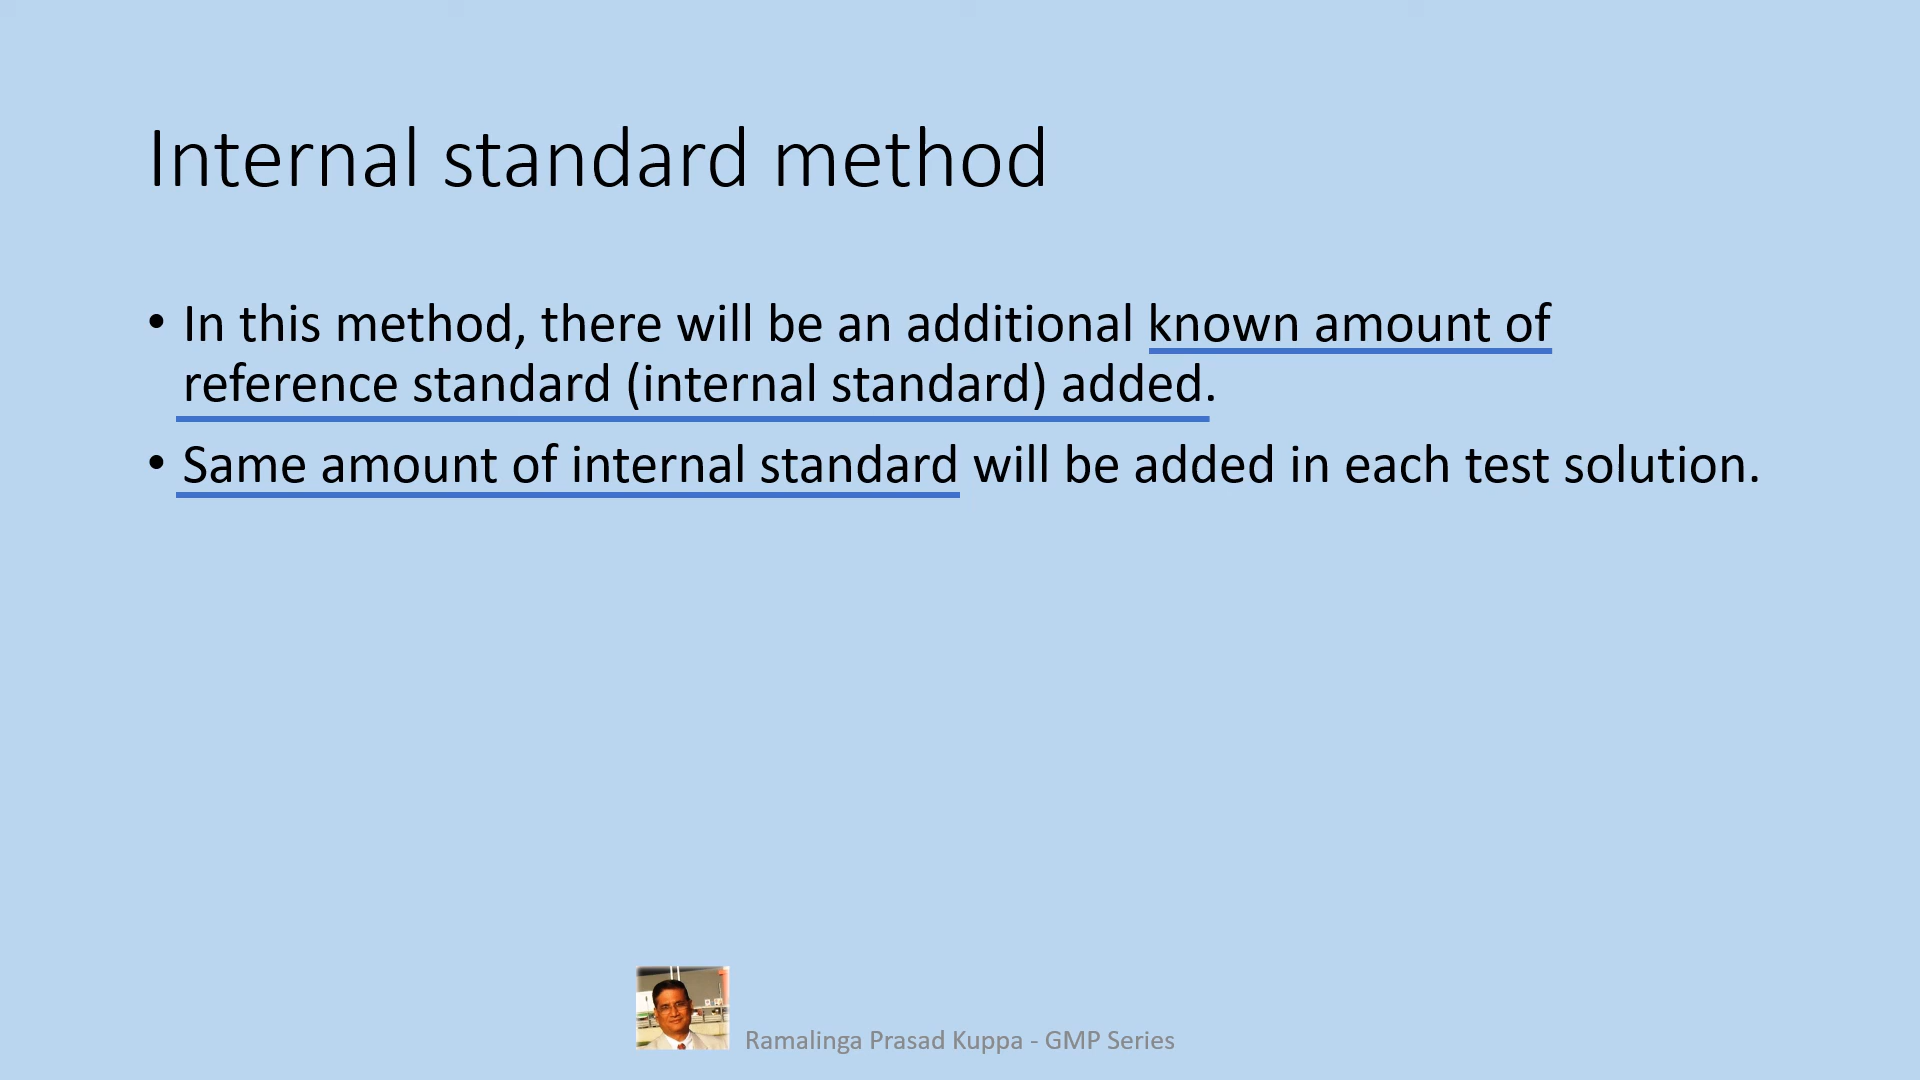 Internal standard method
• In this method, there will be an additional known amount of
reference standard (internal standard) added.
• Same amount of internal standard will be added in each test solution.
Ramalinga Prasad Kuppa - GMP Series